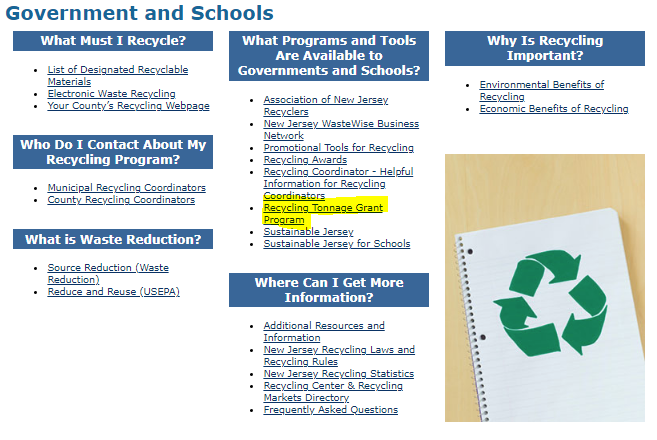 Government and Schools
What Must I Recycle?
List of Designated Recyclable
Materials
Electronic Waste Recycling
Your County's Recycling Webpage
Who Do I Contact About My
Recycling Program?
Municipal Recycling Coordinators
County Recycling Coordinators
What is Waste Reduction?
Source Reduction (Waste
Reduction)
Reduce and Reuse (USEPA)
What Programs and Tools
Are Available to
Governments and Schools?
Association of New Jersey
Recyclers
New Jersey WasteWise Business
Network
Promotional Tools for Recycling
Recycling Awards
Recycling Coordinator - Helpful
Information for Recycling
Coordinators
Recycling Tonnage Grant
Program
Sustainable Jersey
Sustainable Jersey for Schools
Where Can I Get More
Information?
Additional Resources and
Information
New Jersey Recycling Laws and
Recycling Rules
New Jersey Recycling Statistics
Recycling Center & Recycling
Markets Directory
Frequently Asked Questions
Why Is Recycling
Important?
Environmental Benefits of
Recycling
Economic Benefits of Recycling